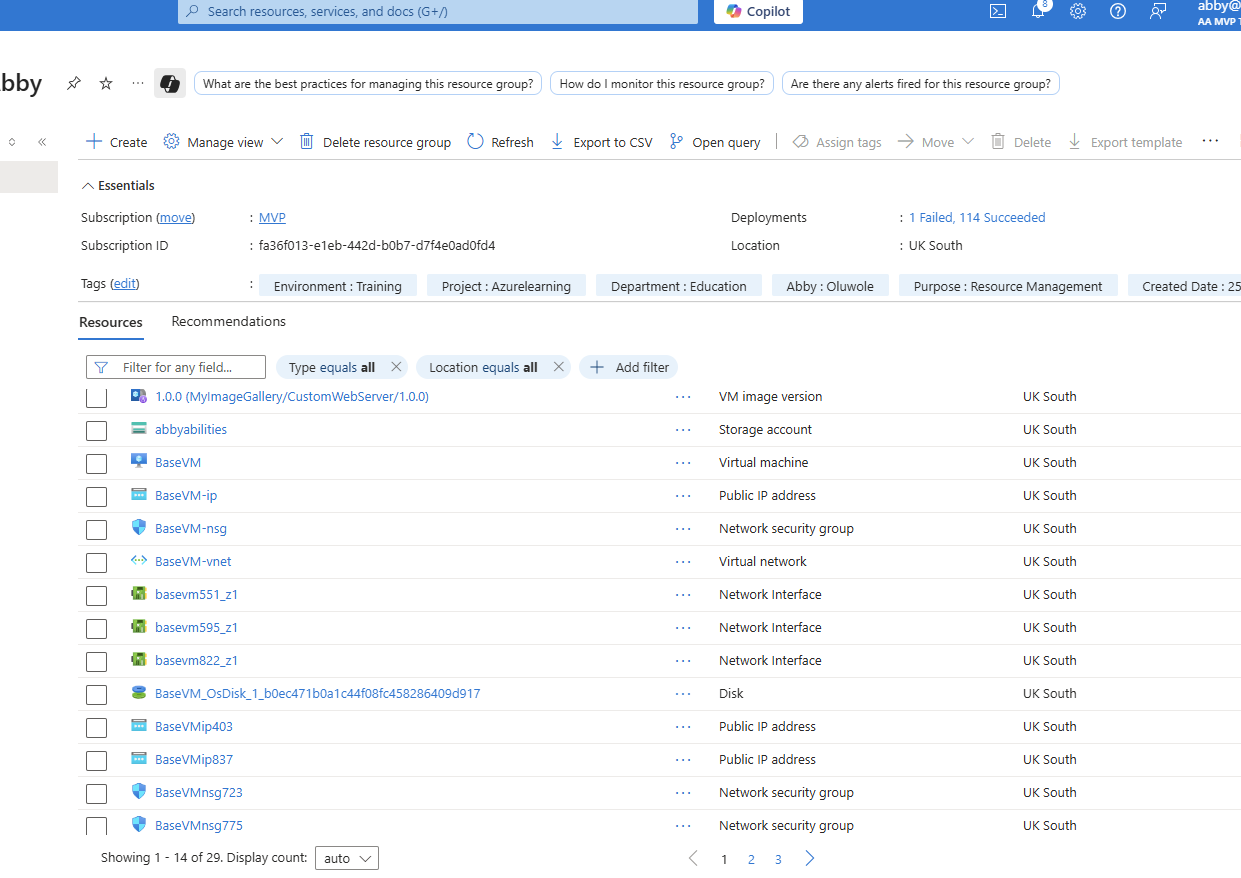 Search resources, services, and docs (G+/)
Copilot
8
abby@
AA MVP T
bby
What are the best practices for managing this resource group?
How do I monitor this resource group?
Are there any alerts fired for this resource group?
Create
Manage view
Delete resource group
Refresh
Export to CSV
Open query
Assign tags
Move
Delete
Export template
Essentials
Subscription (move) : MVP
Deployments : 1 Failed, 114 Succeeded
Subscription ID : fa36f013-e1eb-442d-b0b7-d7f4e0ad0fd4
Location : UK South
Tags (edit) : Environment : Training Project : Azurelearning Department : Education Abby : Oluwole Purpose : Resource Management Created Date : 25
Resources Recommendations
Filter for any field... Type equals all Location equals all Add filter
1.0.0 (MyImageGallery/CustomWebServer/1.0.0) VM image version UK South
abbyabilities Storage account UK South
BaseVM Virtual machine UK South
BaseVM-ip Public IP address UK South
BaseVM-nsg Network security group UK South
BaseVM-vnet Virtual network UK South
basevm551_z1 Network Interface UK South
basevm595_z1 Network Interface UK South
basevm822_z1 Network Interface UK South
BaseVM_OsDisk_1_b0ec471b0a1c44f08fc458286409d917 Disk UK South
BaseVMip403 Public IP address UK South
BaseVMip837 Public IP address UK South
BaseVMnsg723 Network security group UK South
BaseVMnsg775 Network security group UK South
Showing 1 - 14 of 29. Display count: auto 1 2 3